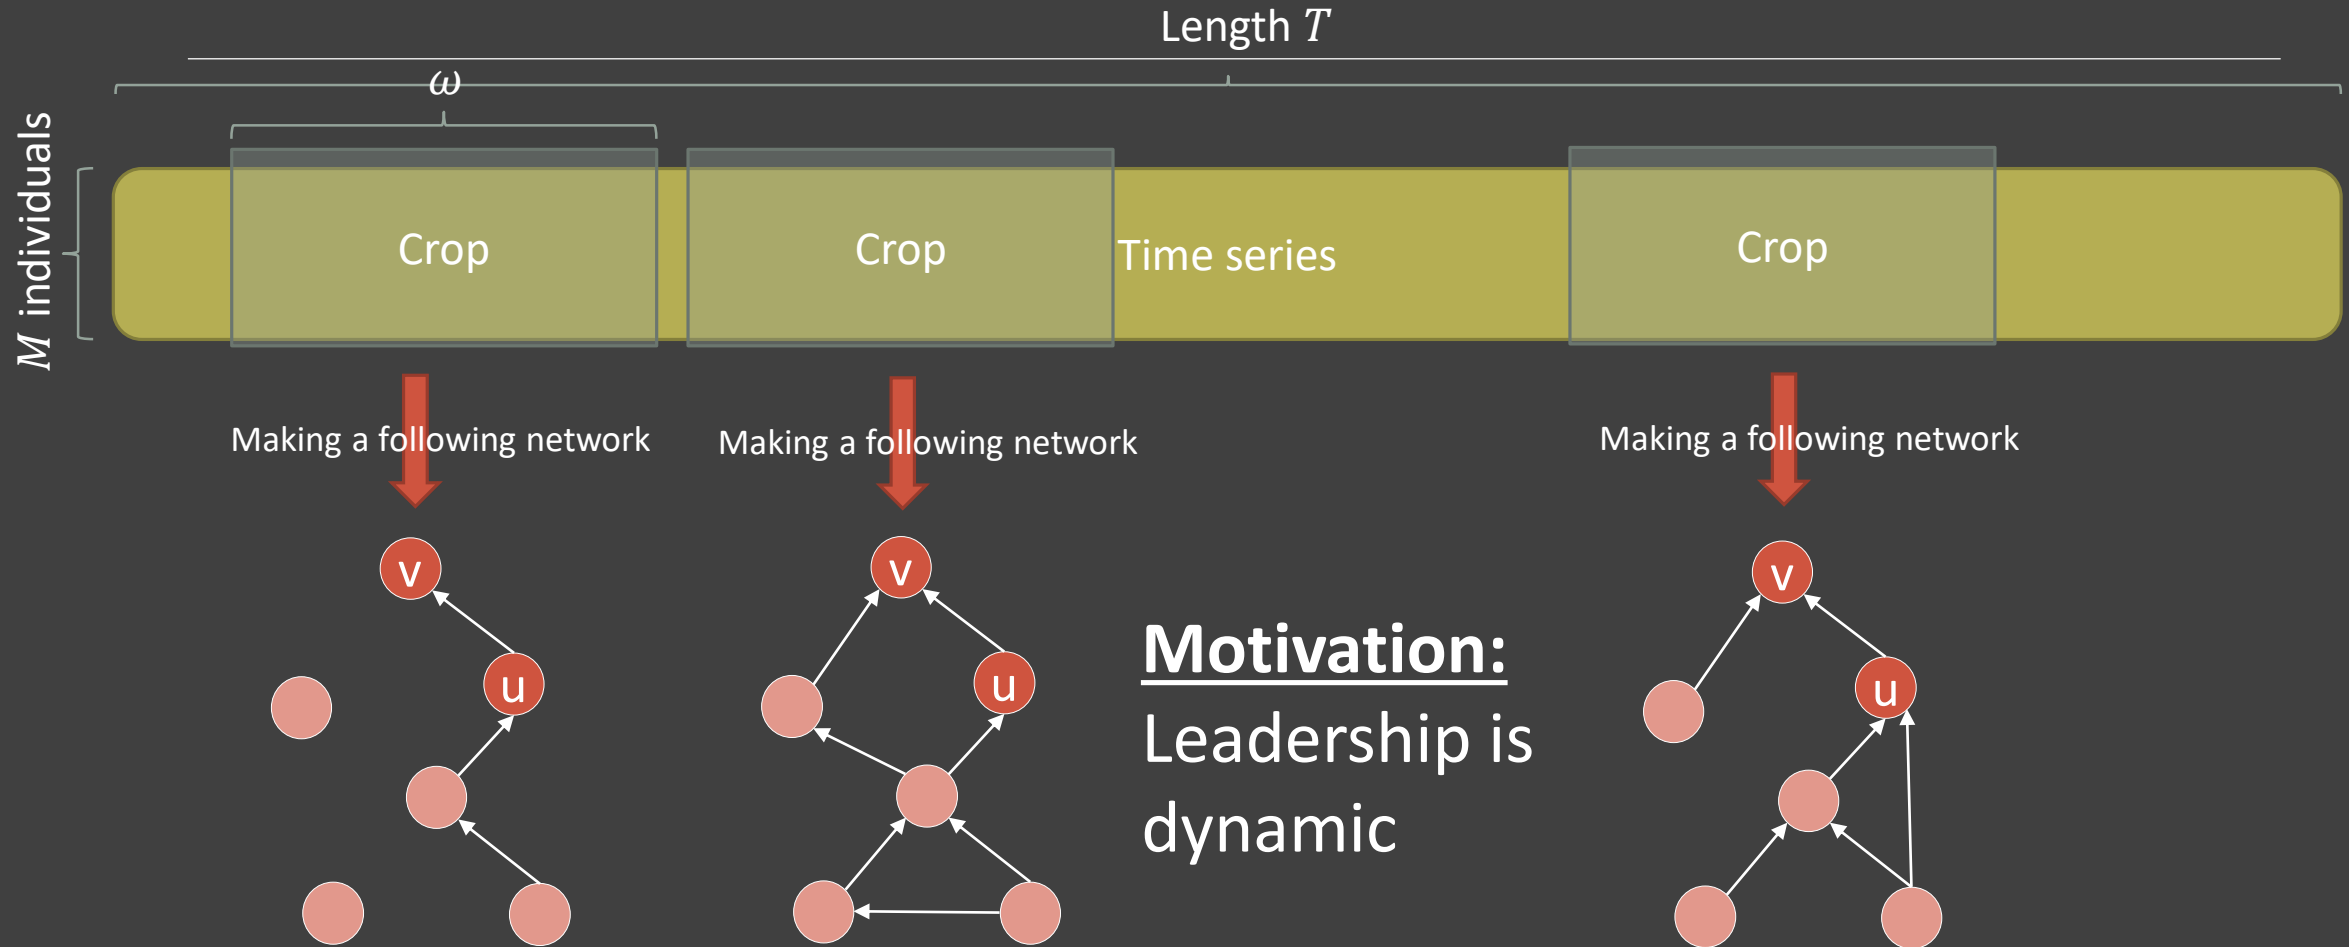 Length T
ω
M individuals
Crop
Crop
Time series
Crop
Making a following network
Making a following network
Making a following network
v
u
v
u
Motivation:
Leadership is
dynamic
v
u